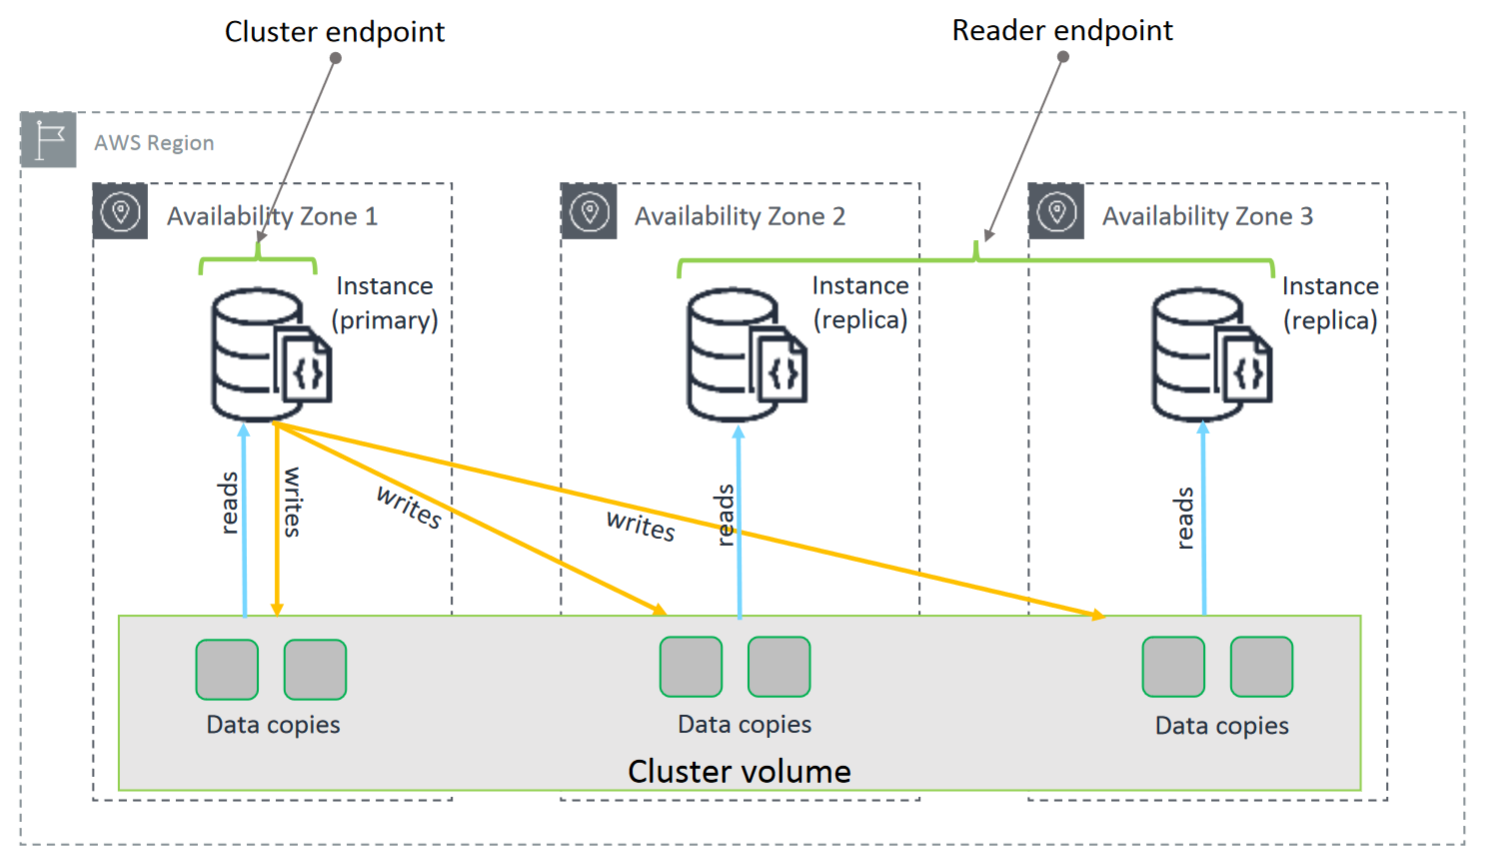 Cluster endpoint
Reader endpoint
AWS Region
Availability Zone 1
Availability Zone 2
Availability Zone 3
Instance
(primary)
Instance
(replica)
Instance
(replica)
{}
{}
{}
reads
writes
writes
writes
reads
reads
Data copies
Data copies
Data copies
Cluster volume